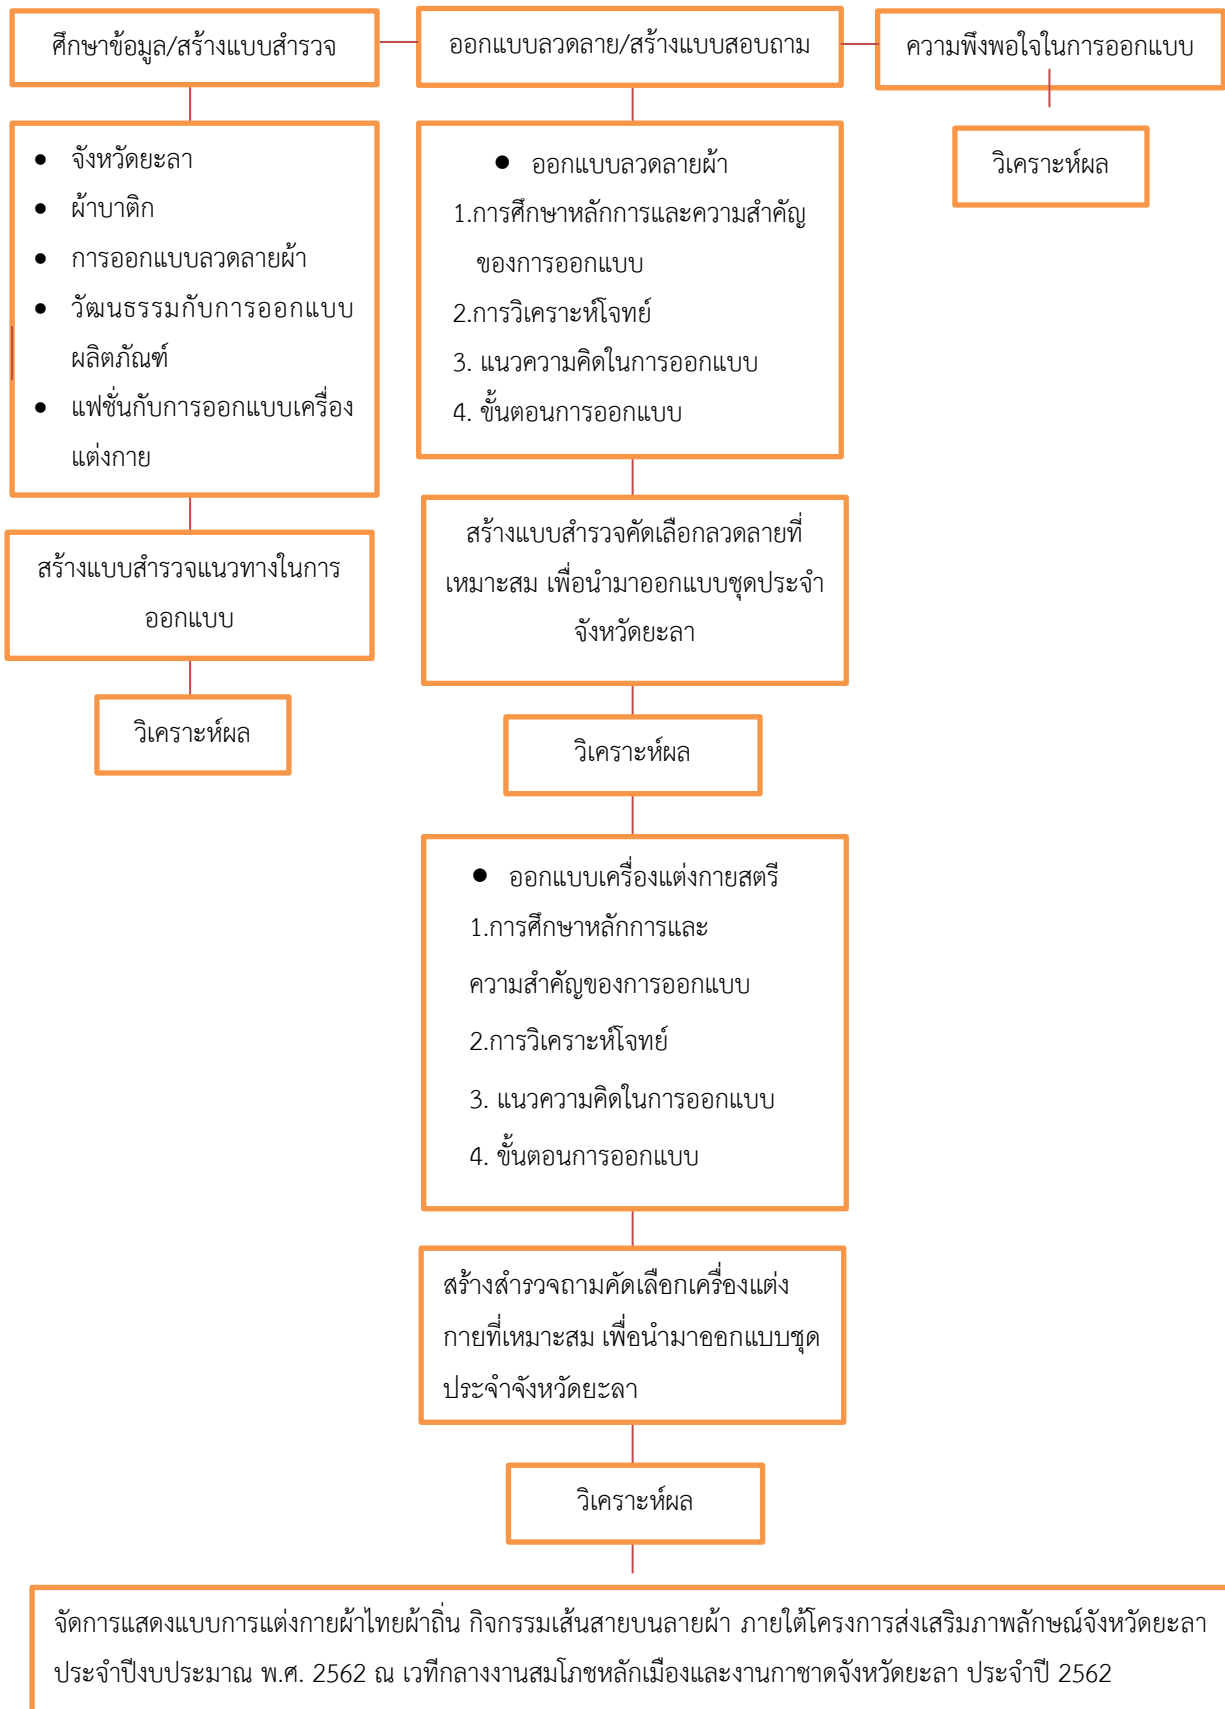 ศึกษาข้อมูล/สร้างแบบสำรวจ
ออกแบบลวดลาย/สร้างแบบสอบถาม
ความพึงพอใจในการออกแบบ
• จังหวัดยะลา
• ผ้าบาติก
• การออกแบบลวดลายผ้า
• วัฒนธรรมกับการออกแบบ
ผลิตภัณฑ์
• แฟชั่นกับการออกแบบเครื่อง
แต่งกาย
สร้างแบบสำรวจแนวทางในการ
ออกแบบ
วิเคราะห์ผล
• ออกแบบลวดลายผ้า
1.การศึกษาหลักการและความสำคัญ
ของการออกแบบ
2.การวิเคราะห์โจทย์
3. แนวความคิดในการออกแบบ
4. ขั้นตอนการออกแบบ
สร้างแบบสำรวจคัดเลือกลวดลายที่
เหมาะสม เพื่อนำมาออกแบบชุดประจำ
จังหวัดยะลา
วิเคราะห์ผล
• ออกแบบเครื่องแต่งกายสตรี
1.การศึกษาหลักการและ
ความสำคัญของการออกแบบ
2.การวิเคราะห์โจทย์
3. แนวความคิดในการออกแบบ
4. ขั้นตอนการออกแบบ
สร้างสำรวจถามคัดเลือกเครื่องแต่ง
กายที่เหมาะสม เพื่อนำมาออกแบบชุด
ประจำจังหวัดยะลา
วิเคราะห์ผล
วิเคราะห์ผล
จัดการแสดงแบบการแต่งกายผ้าไทยผ้าถิ่น กิจกรรมเส้นสายบนลายผ้า ภายใต้โครงการส่งเสริมภาพลักษณ์จังหวัดยะลา
ประจำปีงบประมาณ พ.ศ. 2562 ณ เวทีกลางงานสมโภชหลักเมืองและงานกาชาดจังหวัดยะลา ประจำปี 2562